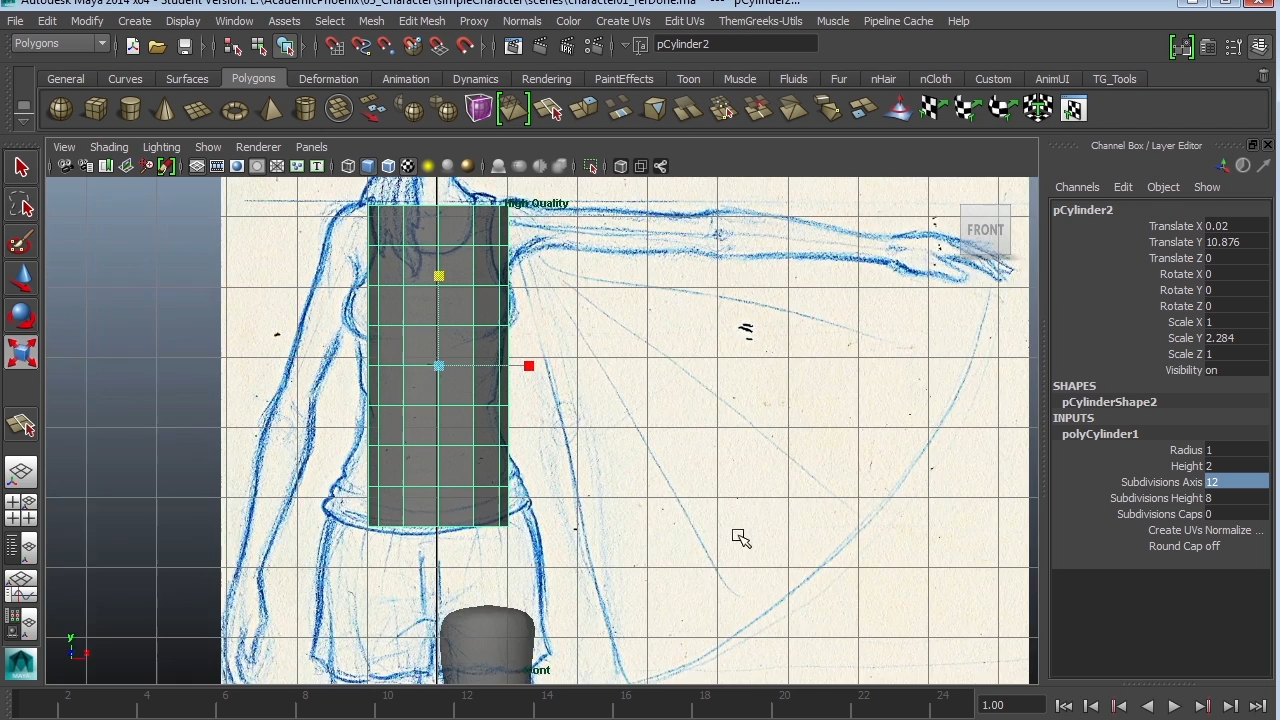 Autodesk Maya 2014 x64 - Student Version: E:\AcademicPhoenix\05_Character\simpleCharacter\scenes\character01_refDone.ma --- pCylinder2...
File Edit Modify Create Display Window Assets Select Mesh Edit Mesh Proxy Normals Color Create UVs Edit UVs ThemGreeks-Utils Muscle Pipeline Cache Help
Polygons pCylinder2
General Curves Surfaces Polygons Deformation Animation Dynamics Rendering PaintEffects Toon Muscle Fluids Fur nHair nCloth Custom AnimUI TG_Tools
View Shading Lighting Show Renderer Panels
Channel Box / Layer Editor
Channels Edit Object Show
High Quality
FRONT
pCylinder2
Translate X 0.02
Translate Y 10.876
Translate Z 0
Rotate X 0
Rotate Y 0
Rotate Z 0
Scale X 1
Scale Y 2.284
Scale Z 1
Visibility on
SHAPES
pCylinderShape2
INPUTS
polyCylinder1
Radius 1
Height 2
Subdivisions Axis 12
Subdivisions Height 8
Subdivisions Caps 0
Create UVs Normalize ...
Round Cap off
y
2 4 6 8 10 12 14 16 18 20 22 24
1.00